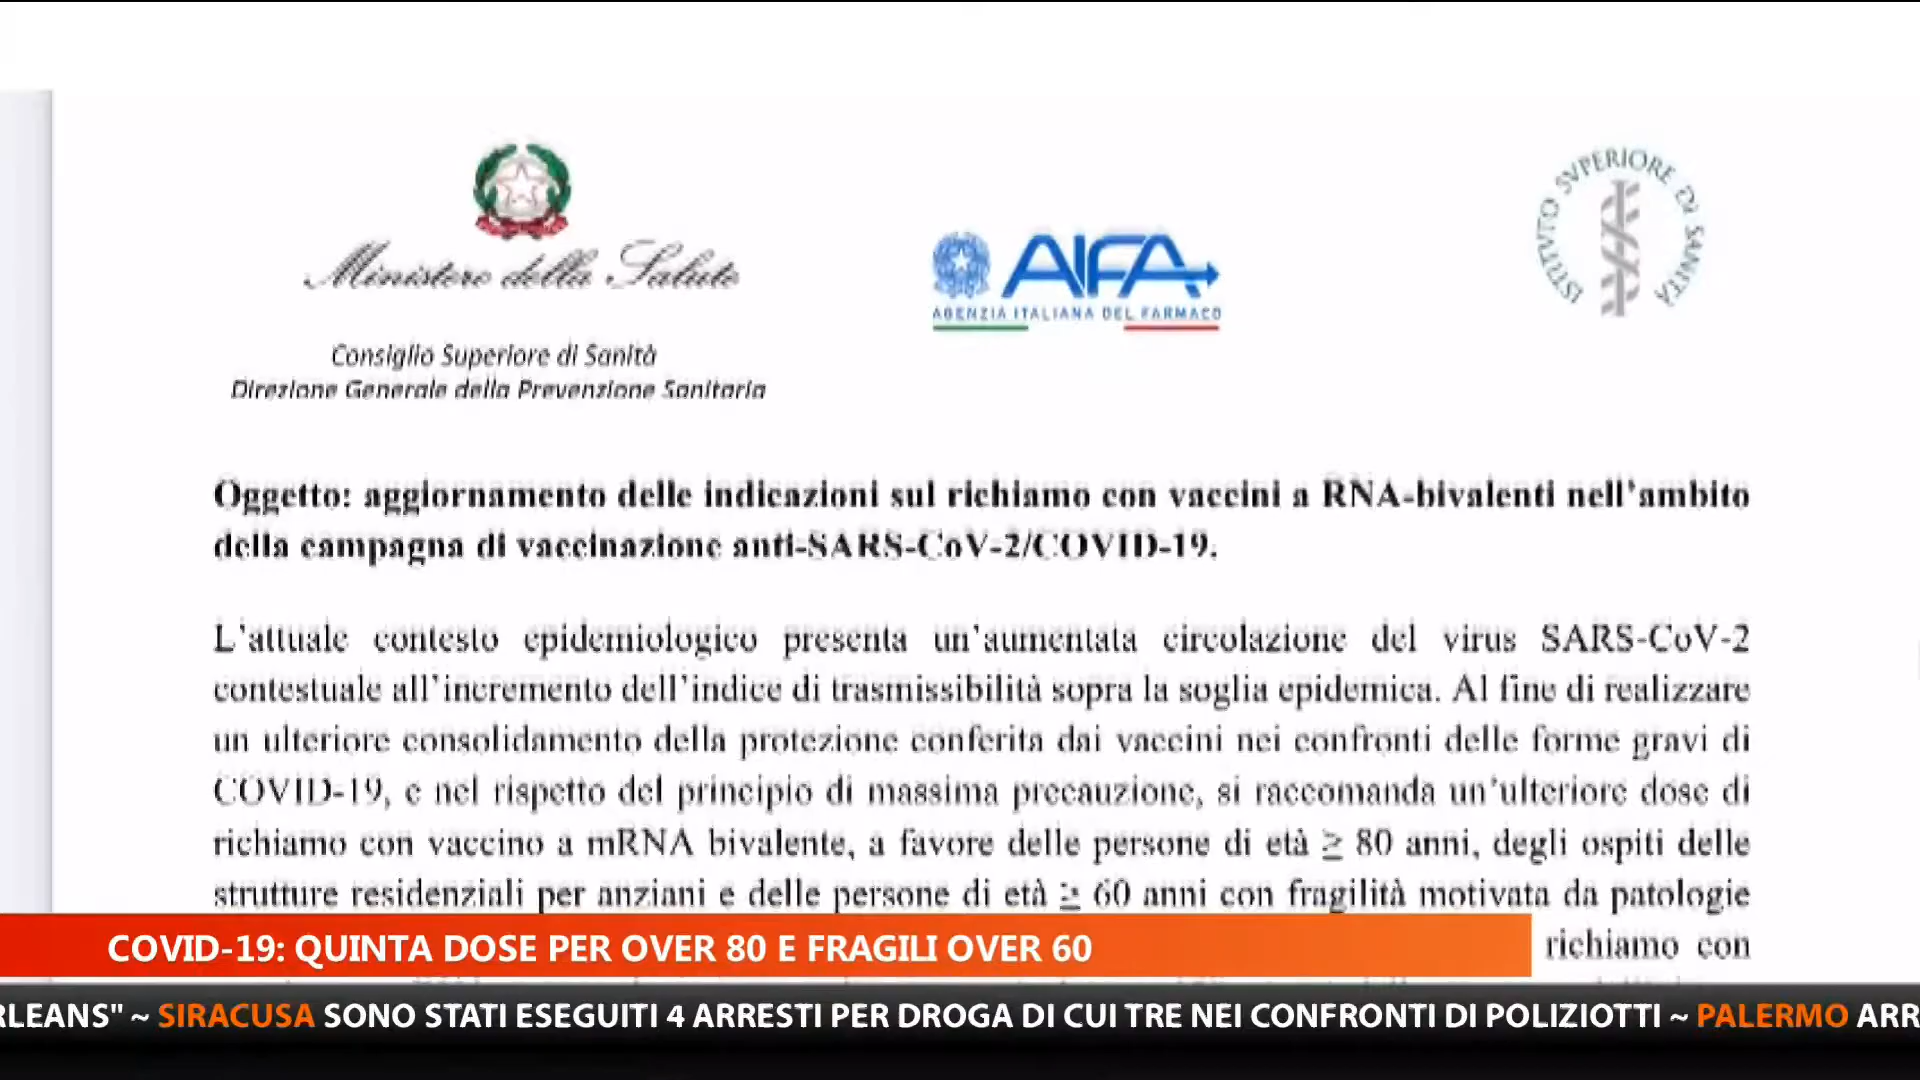 Ministero della Salute
AIFA
AGENZIA ITALIANA DEL FARMACO
ISTITUTO SVPERIORE DI SANITÀ
Consiglio Superiore di Sanità
Direzione Generale della Prevenzione Sanitaria
Oggetto: aggiornamento delle indicazioni sul richiamo con vaccini a RNA-bivalenti nell'ambito
della campagna di vaccinazione anti-SARS-CoV-2/COVID-19.
L'attuale contesto epidemiologico presenta un'aumentata circolazione del virus SARS-CoV-2
contestuale all'incremento dell'indice di trasmissibilità sopra la soglia epidemica. Al fine di realizzare
un ulteriore consolidamento della protezione conferita dai vaccini nei confronti delle forme gravi di
COVID-19, e nel rispetto del principio di massima precauzione, si raccomanda un'ulteriore dose di
richiamo con vaccino a mRNA bivalente, a favore delle persone di età ≥ 80 anni, degli ospiti delle
strutture residenziali per anziani e delle persone di età ≥ 60 anni con fragilità motivata da patologie
richiamo con
COVID-19: QUINTA DOSE PER OVER 80 E FRAGILI OVER 60
RLEANS" ~ SIRACUSA SONO STATI ESEGUITI 4 ARRESTI PER DROGA DI CUI TRE NEI CONFRONTI DI POLIZIOTTI ~ PALERMO ARR